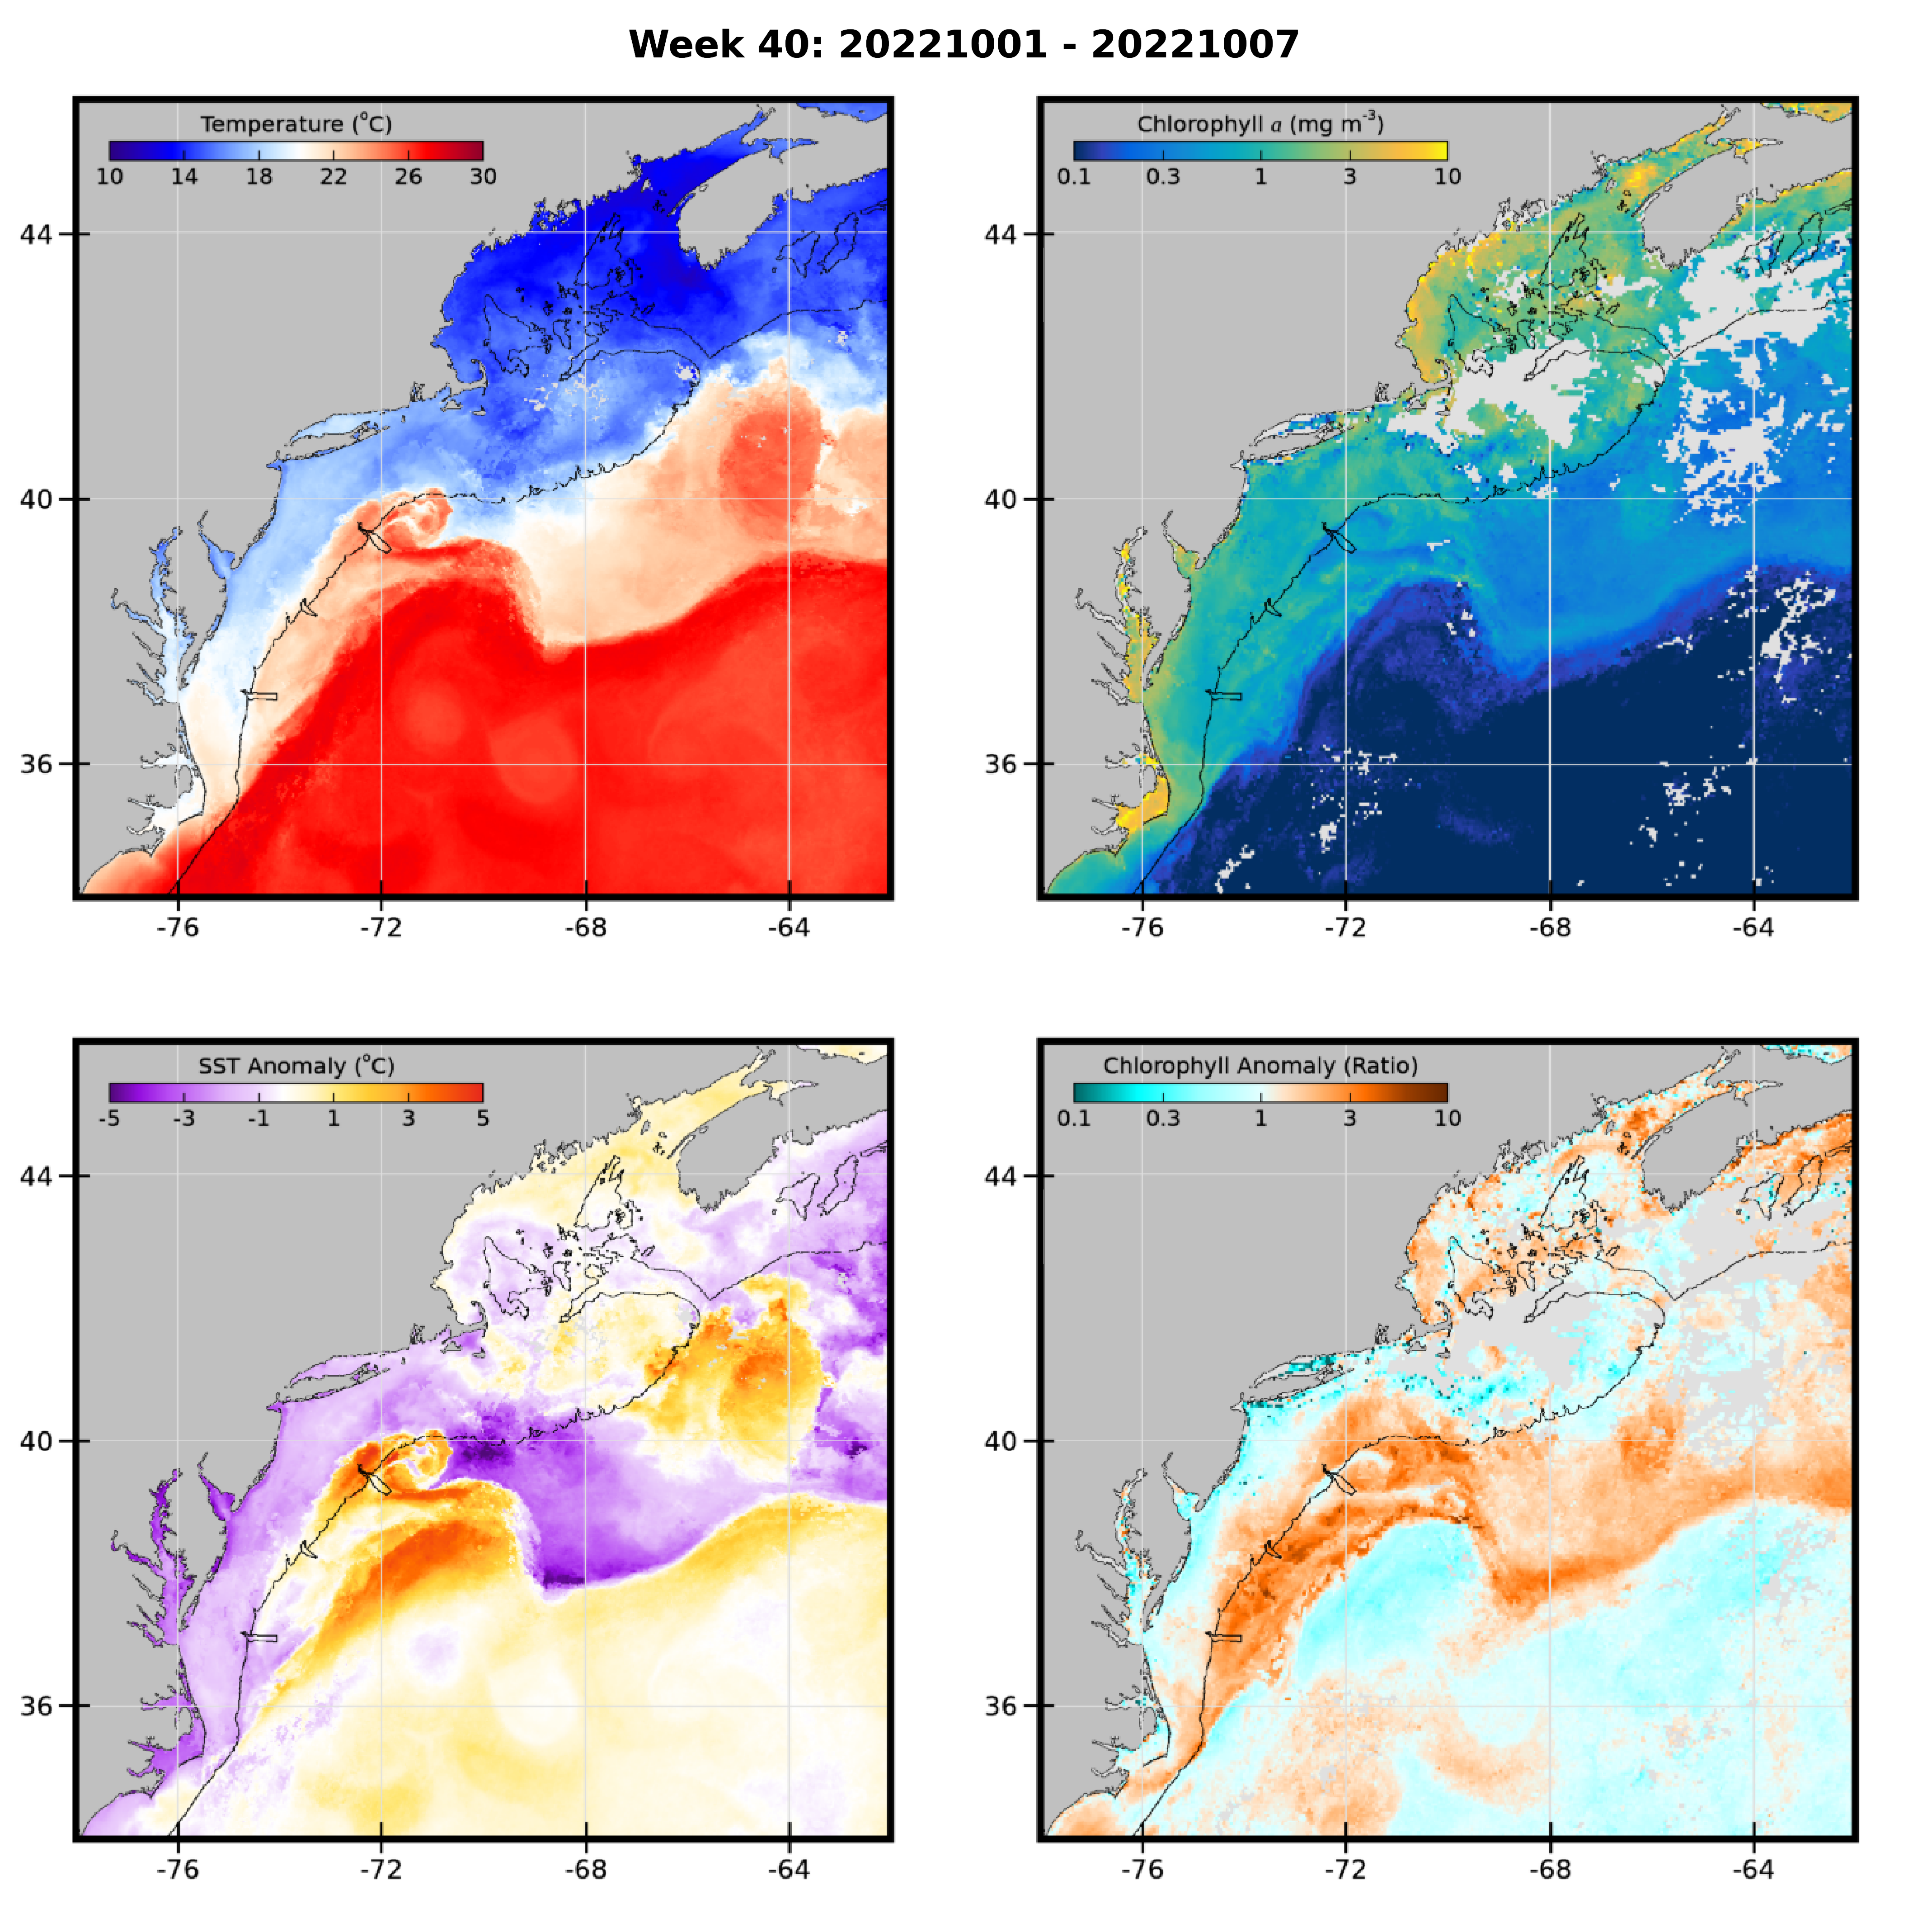 Week 40: 20221001 - 20221007
Temperature (°C)
10 14 18 22 26 30
44
40
36
-76 -72 -68 -64
Chlorophyll a (mg m-3)
0.1 0.3 1 3 10
44
40
36
-76 -72 -68 -64
SST Anomaly (°C)
-5 -3 -1 1 3 5
44
40
36
-76 -72 -68 -64
Chlorophyll Anomaly (Ratio)
0.1 0.3 1 3 10
44
40
36
-76 -72 -68 -64